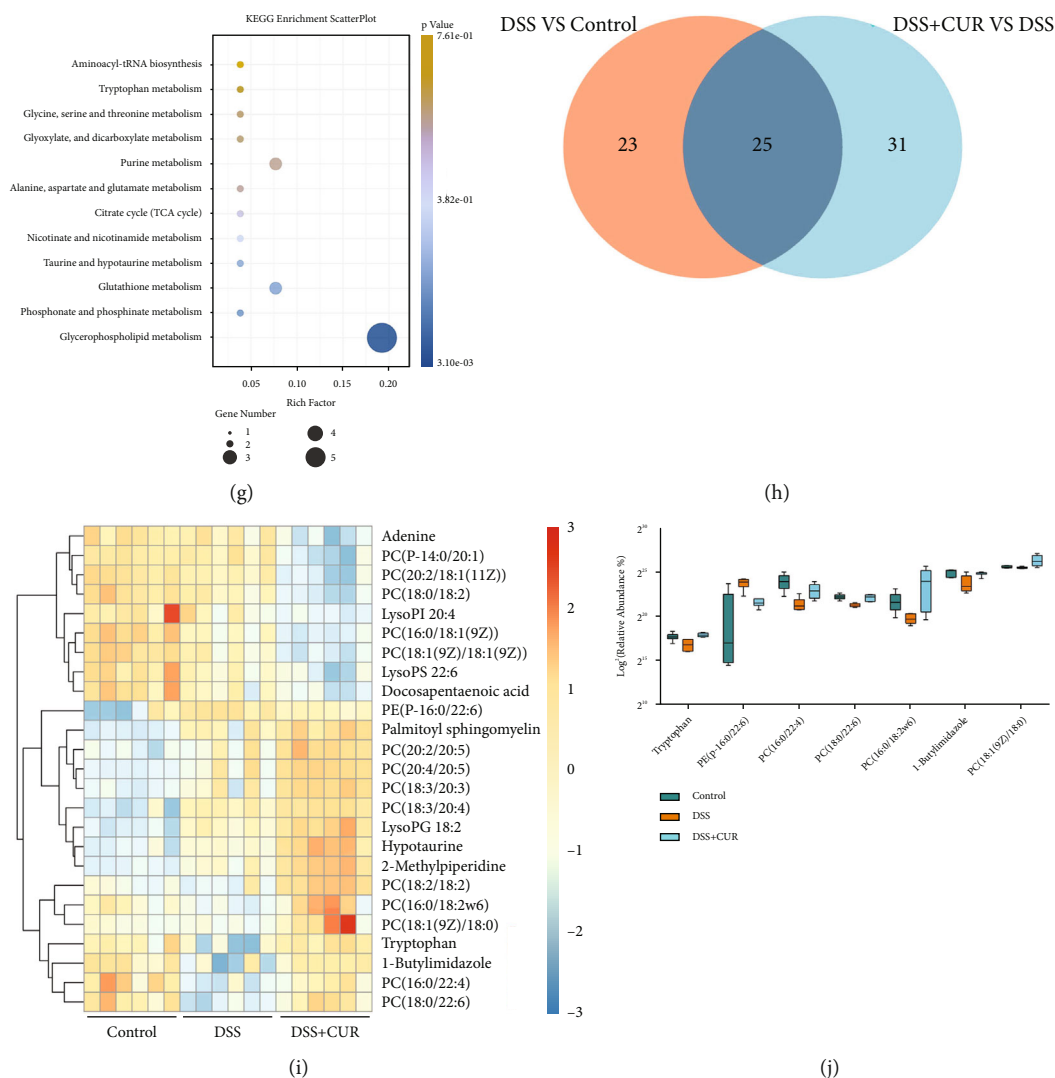 KEGG Enrichment ScatterPlot
p Value
7.61e-01
Aminoacyl-tRNA biosynthesis
Tryptophan metabolism
Glycine, serine and threonine metabolism
Glyoxylate, and dicarboxylate metabolism
Purine metabolism
Alanine, aspartate and glutamate metabolism
3.82e-01
Citrate cycle (TCA cycle)
Nicotinate and nicotinamide metabolism
Taurine and hypotaurine metabolism
Glutathione metabolism
Phosphonate and phosphinate metabolism
Glycerophospholipid metabolism
3.10e-03
0.05 0.10 0.15 0.20
Rich Factor
Gene Number
1 4
2
3 5
(g)
DSS VS Control DSS+CUR VS DSS
23 25 31
(h)
Adenine
PC(P-14:0/20:1)
PC(20:2/18:1(11Z))
PC(18:0/18:2)
LysoPI 20:4
PC(16:0/18:1(9Z))
PC(18:1(9Z)/18:1(9Z))
LysoPS 22:6
Docosapentaenoic acid
PE(P-16:0/22:6)
Palmitoyl sphingomyelin
PC(20:2/20:5)
PC(20:4/20:5)
PC(18:3/20:3)
PC(18:3/20:4)
LysoPG 18:2
Hypotaurine
2-Methylpiperidine
PC(18:2/18:2)
PC(16:0/18:2w6)
PC(18:1(9Z)/18:0)
Tryptophan
1-Butylimidazole
PC(16:0/22:4)
PC(18:0/22:6)
Control DSS DSS+CUR
3
2
1
0
−1
−2
−3
(i)
Log²(Relative Abundance %)
2³⁰
2²⁵
2²⁰
2¹⁵
2¹⁰
Tryptophan
PE(p-16:0/22:6)
PC(16:0/22:4)
PC(18:0/22:6)
PC(16:0/18:2w6)
1-Butylimidazole
PC(18:1(9Z)/18:0)
Control
DSS
DSS+CUR
(j)